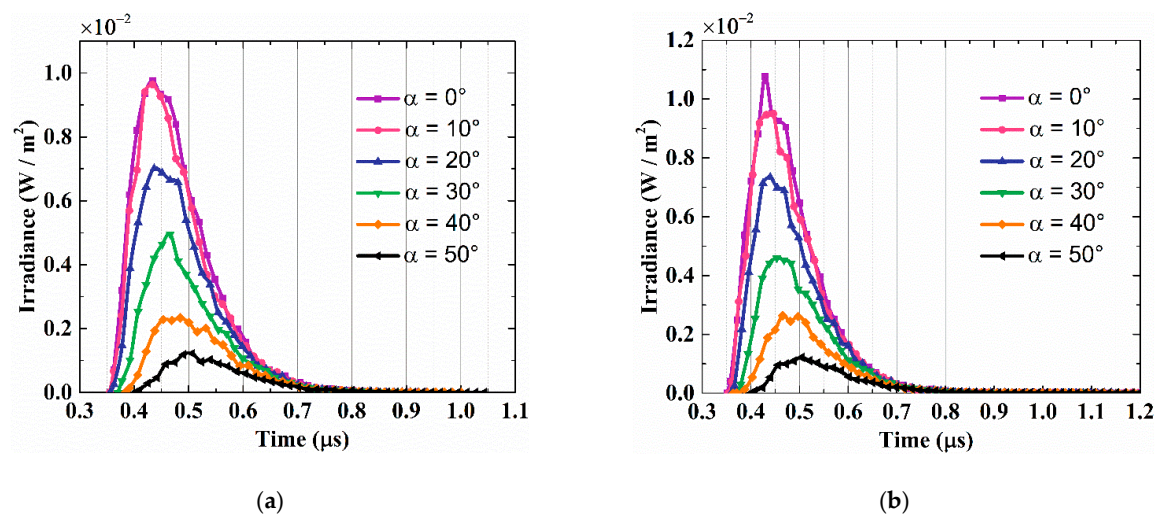 ×10⁻²
1.0
0.8
0.6
0.4
0.2
0.0
Irradiance (W / m²)
α = 0°
α = 10°
α = 20°
α = 30°
α = 40°
α = 50°
0.3 0.4 0.5 0.6 0.7 0.8 0.9 1.0 1.1
Time (μs)
(a)
×10⁻²
1.2
1.0
0.8
0.6
0.4
0.2
0.0
Irradiance (W / m²)
α = 0°
α = 10°
α = 20°
α = 30°
α = 40°
α = 50°
0.3 0.4 0.5 0.6 0.7 0.8 0.9 1.0 1.1 1.2
Time (μs)
(b)